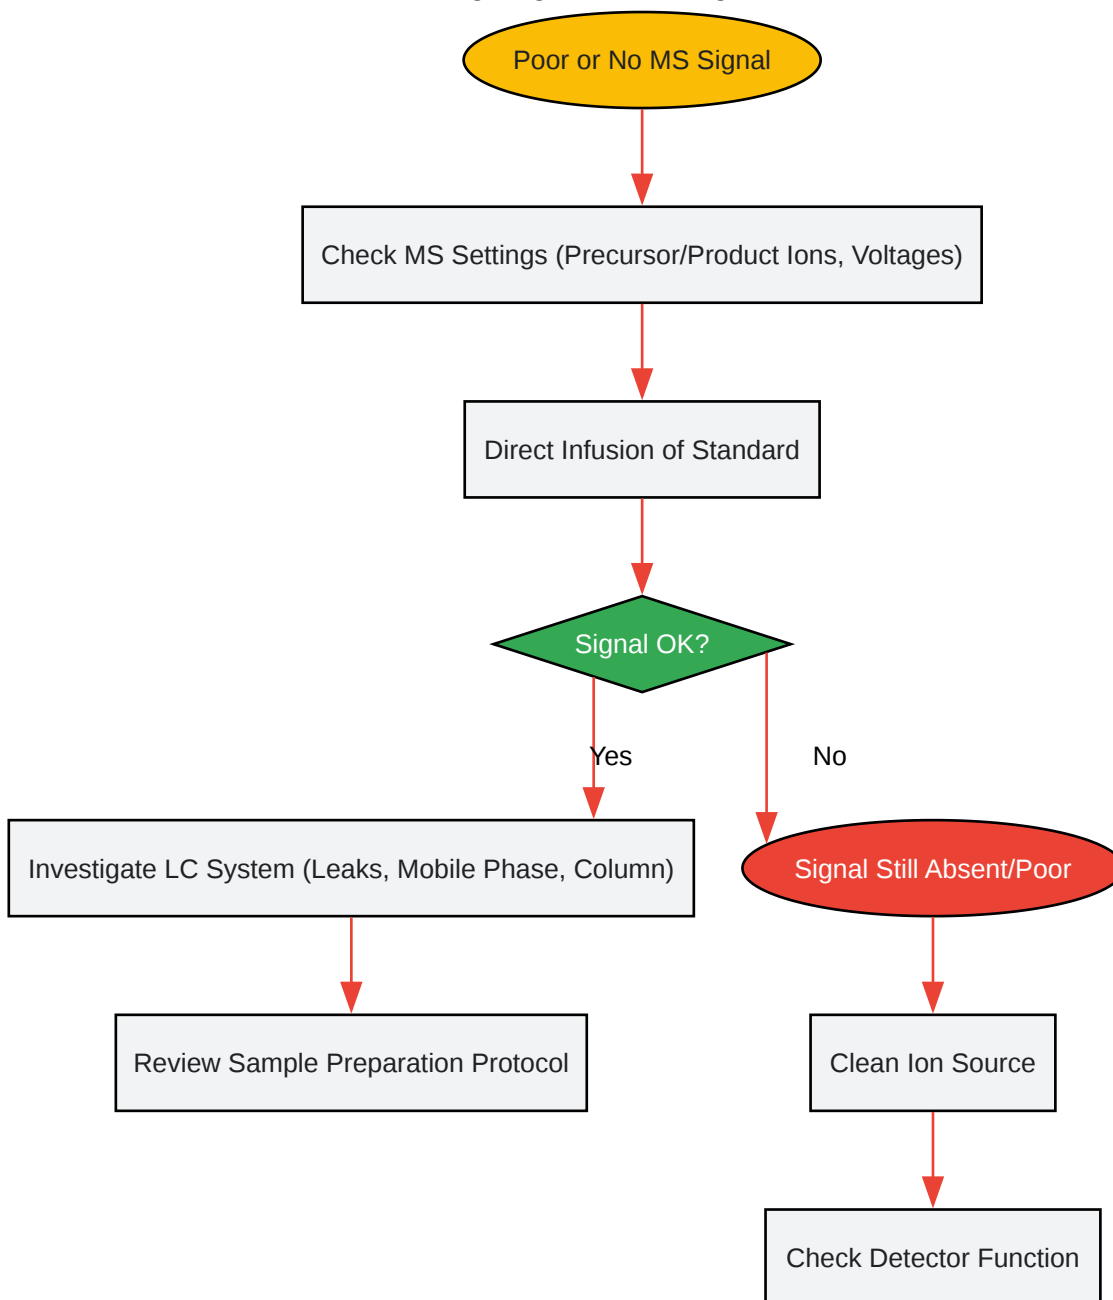 Poor or No MS Signal
Check MS Settings (Precursor/Product Ions, Voltages)
Direct Infusion of Standard
Signal OK?
Yes
No
Investigate LC System (Leaks, Mobile Phase, Column)
Signal Still Absent/Poor
Review Sample Preparation Protocol
Clean Ion Source
Check Detector Function